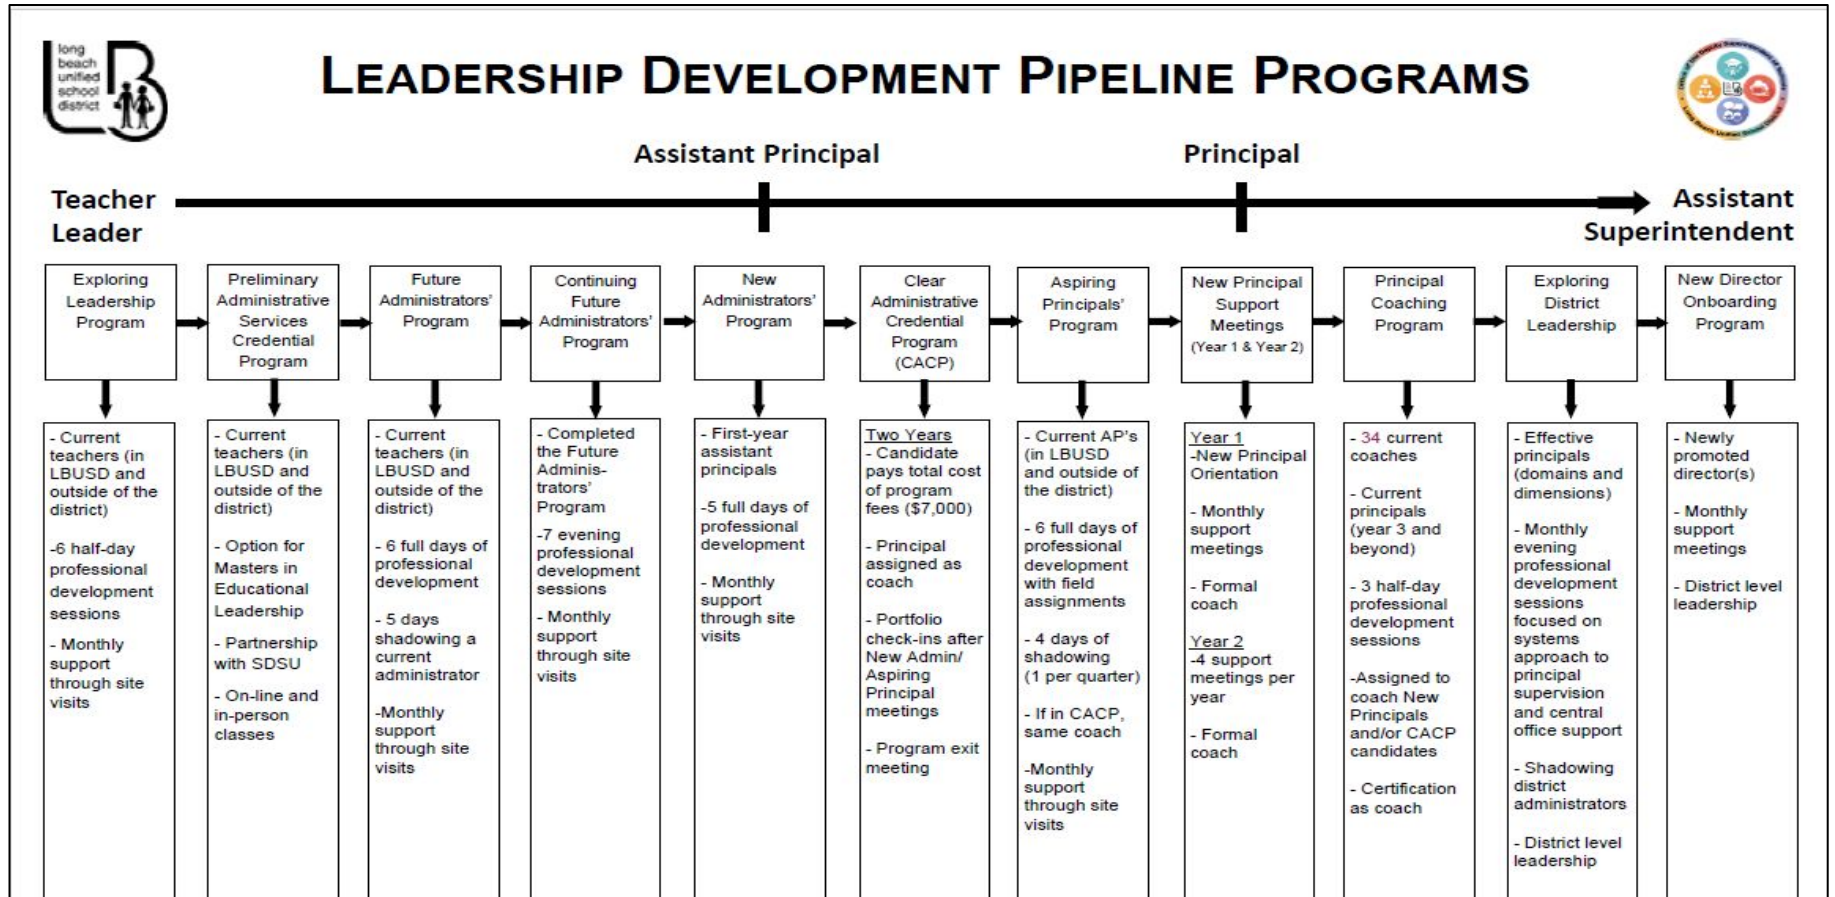 long
beach
unified
school
district
LEADERSHIP DEVELOPMENT PIPELINE PROGRAMS
Assistant Principal
Principal
Teacher
Leader
Assistant
Superintendent
Exploring
Leadership
Program
Preliminary
Administrative
Services
Credential
Program
Future
Administrators'
Program
Continuing
Future
Administrators'
Program
New
Administrators'
Program
Clear
Administrative
Credential
Program
(CACP)
Aspiring
Principals'
Program
New Principal
Support
Meetings
(Year 1 & Year 2)
Principal
Coaching
Program
Exploring
District
Leadership
New Director
Onboarding
Program
- Current
teachers (in
LBUSD and
outside of the
district)
-6 half-day
professional
development
sessions
- Monthly
support
through site
visits
- Current
teachers (in
LBUSD and
outside of the
district)
- Option for
Masters in
Educational
Leadership
- Partnership
with SDSU
- On-line and
in-person
classes
- Current
teachers (in
LBUSD and
outside of the
district)
- 6 full days of
professional
development
- 5 days
shadowing a
current
administrator
-Monthly
support
through site
visits
- Completed
the Future
Adminis-
trators'
Program
-7 evening
professional
development
sessions
- Monthly
support
through site
visits
- First-year
assistant
principals
-5 full days of
professional
development
- Monthly
support
through site
visits
Two Years
- Candidate
pays total cost
of program
fees ($7,000)
- Principal
assigned as
coach
- Portfolio
check-ins after
New Admin/
Aspiring
Principal
meetings
- Program exit
meeting
- Current AP's
(in LBUSD
and outside of
the district)
- 6 full days of
professional
development
with field
assignments
- 4 days of
shadowing
(1 per quarter)
- If in CACP,
same coach
-Monthly
support
through site
visits
Year 1
-New Principal
Orientation
- Monthly
support
meetings
- Formal
coach
Year 2
-4 support
meetings per
year
- Formal
coach
- 34 current
coaches
- Current
principals
(year 3 and
beyond)
- 3 half-day
professional
development
sessions
-Assigned to
coach New
Principals
and/or CACP
candidates
- Certification
as coach
- Effective
principals
(domains and
dimensions)
- Monthly
evening
professional
development
sessions
focused on
systems
approach to
principal
supervision
and central
office support
- Shadowing
district
administrators
- District level
leadership
- Newly
promoted
director(s)
- Monthly
support
meetings
- District level
leadership